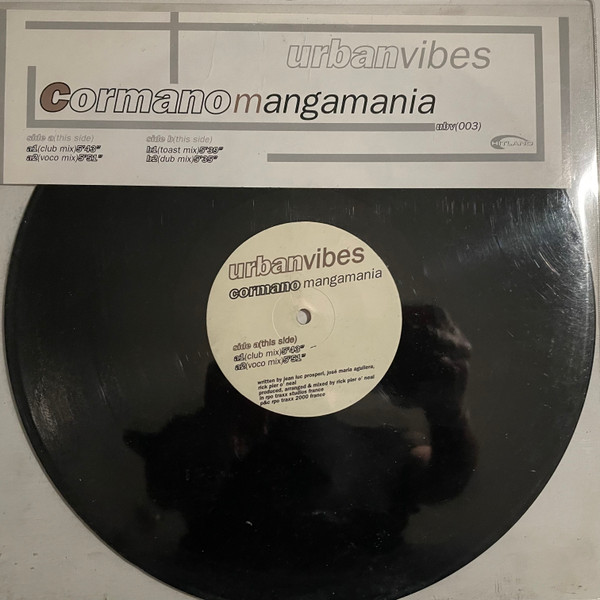 urbanvibes
Cormano mangamania
ubv(003)
side a(this side) side b(this side)
a1(club mix)5'43" b1(toast mix)5'39"
a2(voco mix)5'51" b2(dub mix)5'35"
HITLAND
urbanvibes
cormano mangamania
side a(this side)
a1(club mix)5'43"
a2(voco mix)5'51"
written by jean luc prosperi, josé maria aguilera,
rick pier o' neal
produced, arranged & mixed by rick pier o' neal
in rpo traxx studios france
p&c rpo traxx 2000 france